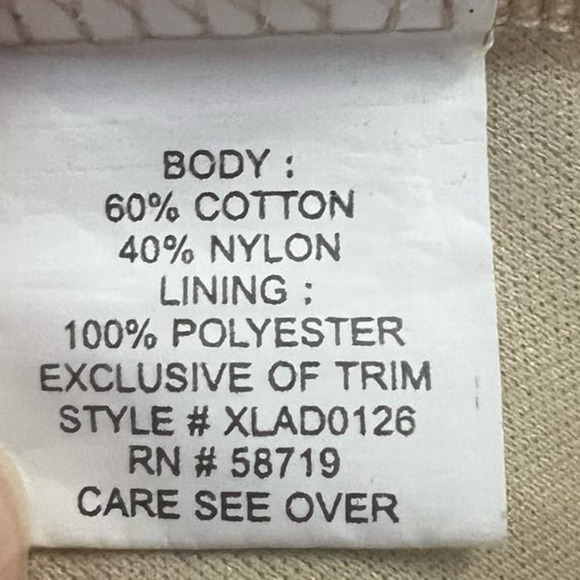 BODY :
60% COTTON
40% NYLON
LINING :
100% POLYESTER
EXCLUSIVE OF TRIM
STYLE # XLAD0126
RN # 58719
CARE SEE OVER